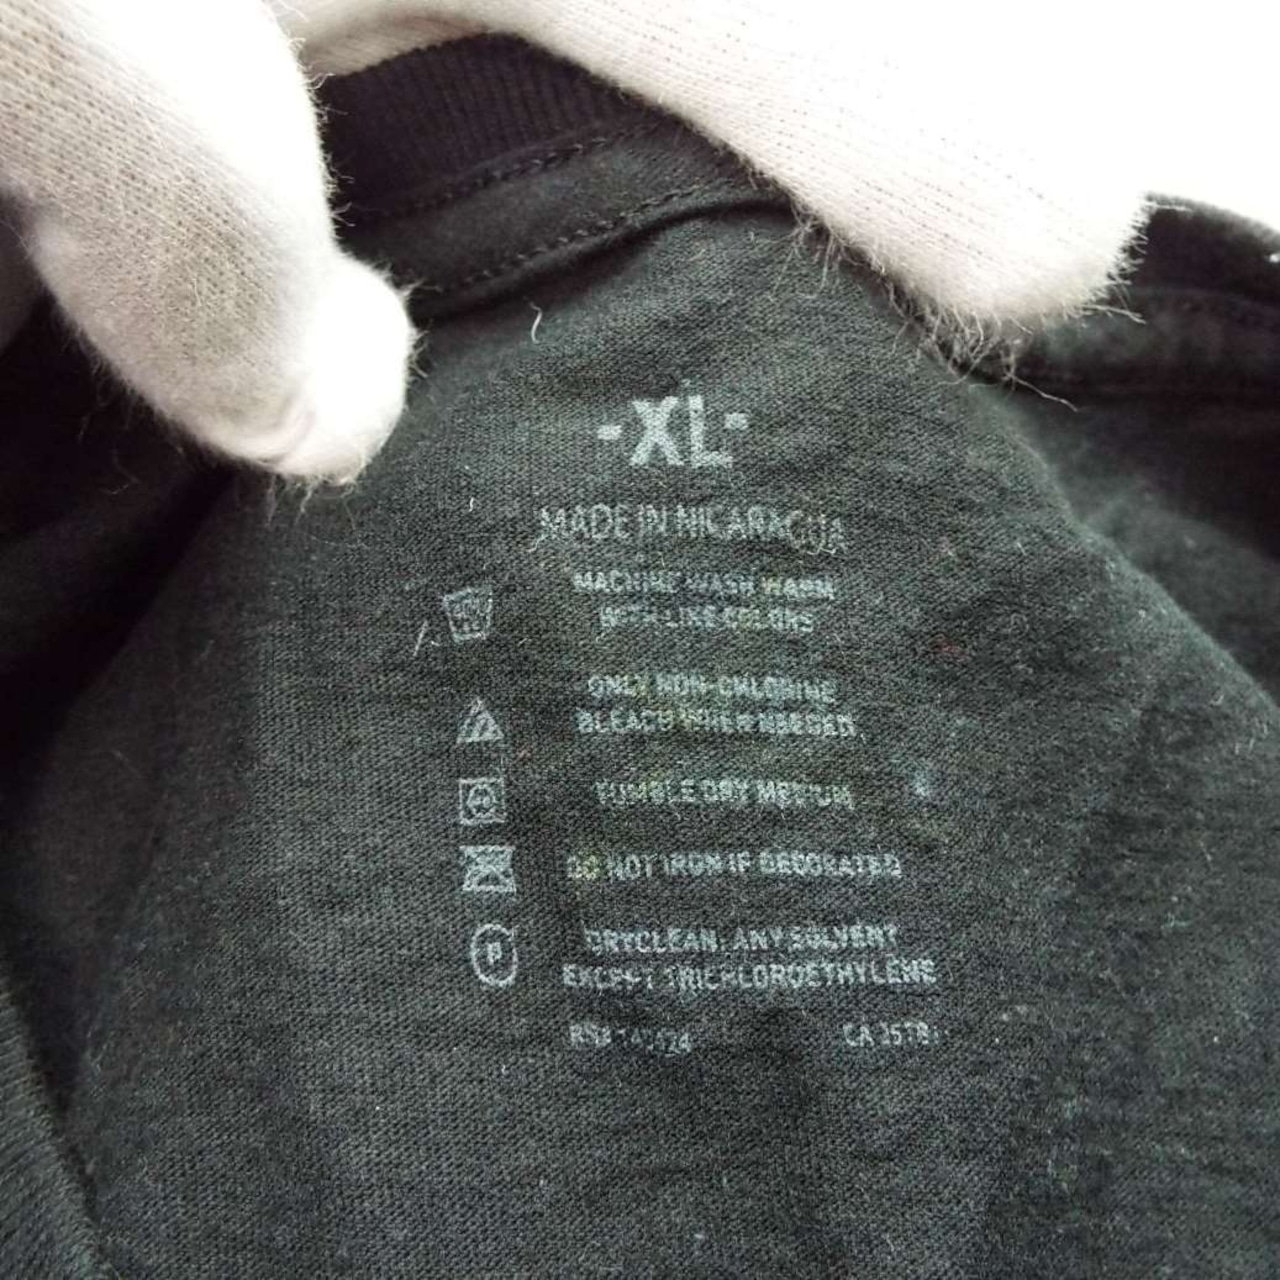 ·XL·
MADE IN NICARAGUA
MACHINE WASH WARM
WITH LIKE COLORS
ONLY NON-CHLORINE
BLEACH WHEN NEEDED
TUMBLE DRY MEDIUM
DO NOT IRON IF DECORATED
P
DRYCLEAN, ANY SOLVENT
EXCEPT TRICHLOROETHYLENE
CA